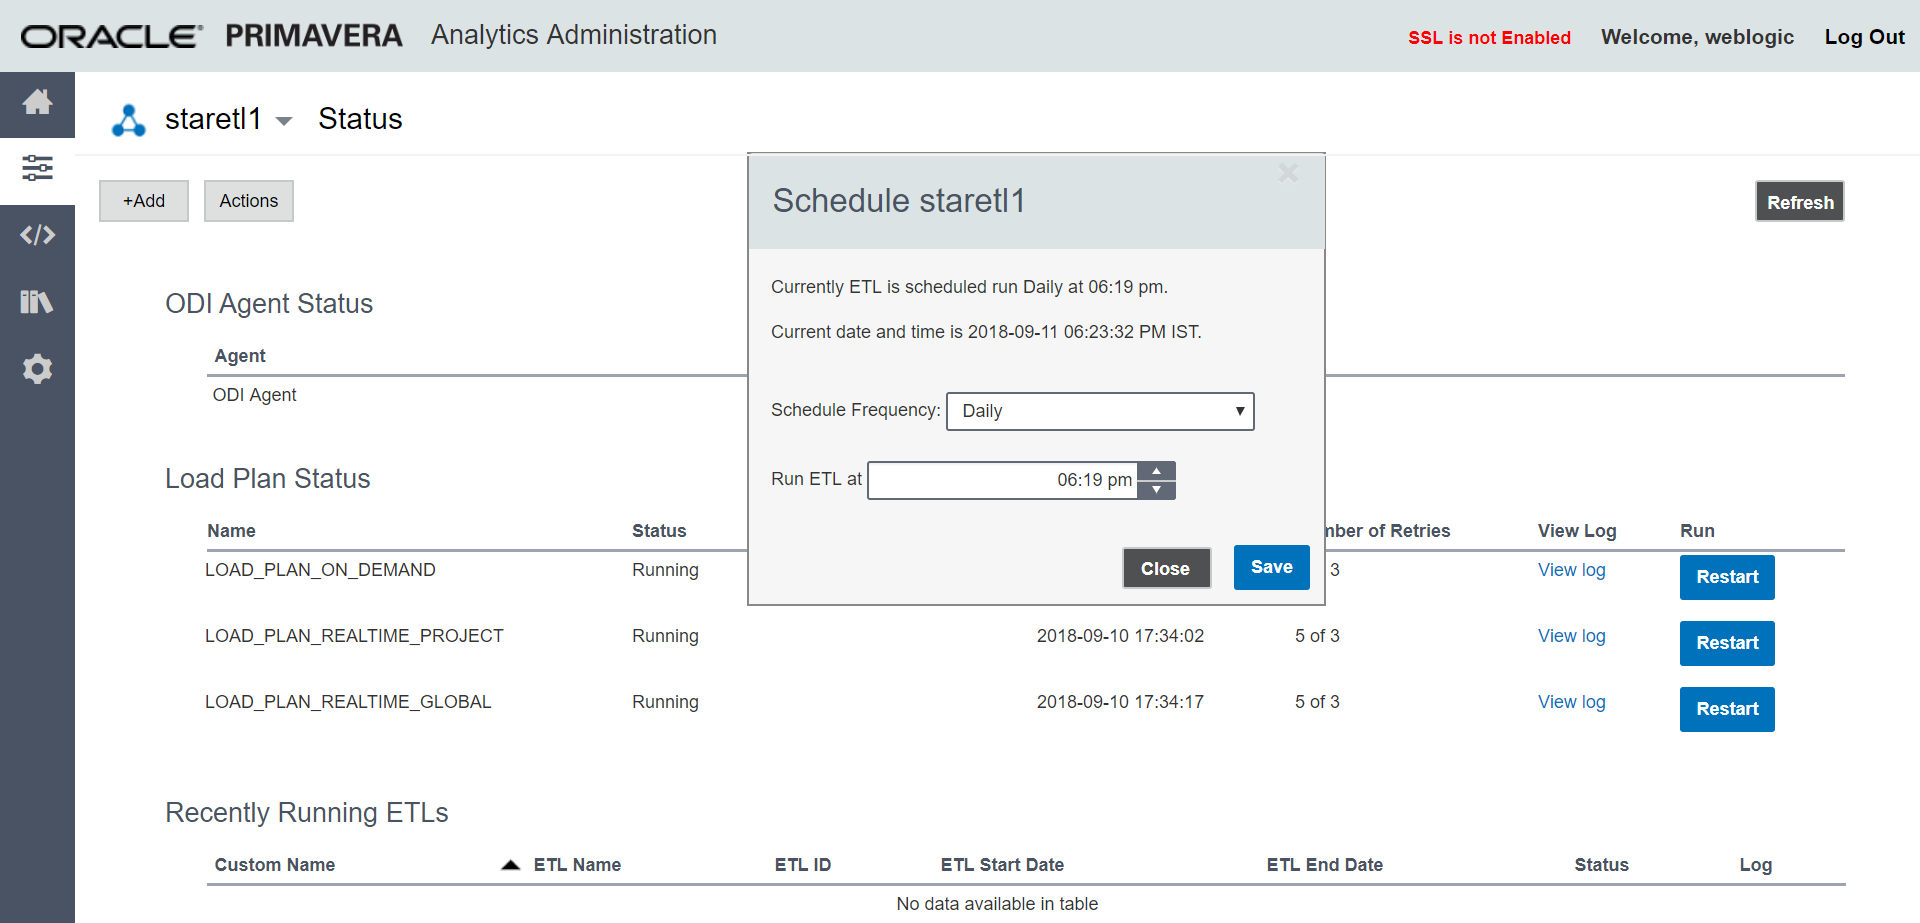 ORACLE PRIMAVERA Analytics Administration
SSL is not Enabled Welcome, weblogic Log Out
staretl1 Status
+Add Actions Refresh
Schedule staretl1
Currently ETL is scheduled run Daily at 06:19 pm.
Current date and time is 2018-09-11 06:23:32 PM IST.
Schedule Frequency: Daily
Run ETL at 06:19 pm
Close Save
ODI Agent Status
Agent
ODI Agent
Load Plan Status
Name Status of Retries View Log Run
LOAD_PLAN_ON_DEMAND Running 3 View log Restart
LOAD_PLAN_REALTIME_PROJECT Running 2018-09-10 17:34:02 5 of 3 View log Restart
LOAD_PLAN_REALTIME_GLOBAL Running 2018-09-10 17:34:17 5 of 3 View log Restart
Recently Running ETLs
Custom Name ETL Name ETL ID ETL Start Date ETL End Date Status Log
No data available in table